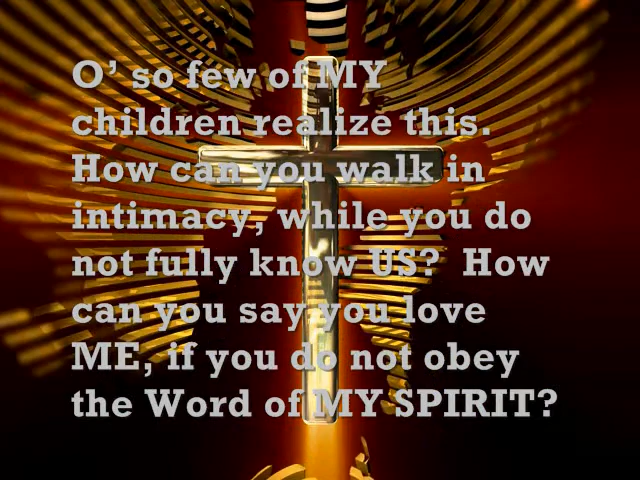 O’ so few of MY
children realize this.
How can you walk in
intimacy, while you do
not fully know US?  How
can you say you love
ME, if you do not obey
the Word of MY SPIRIT?